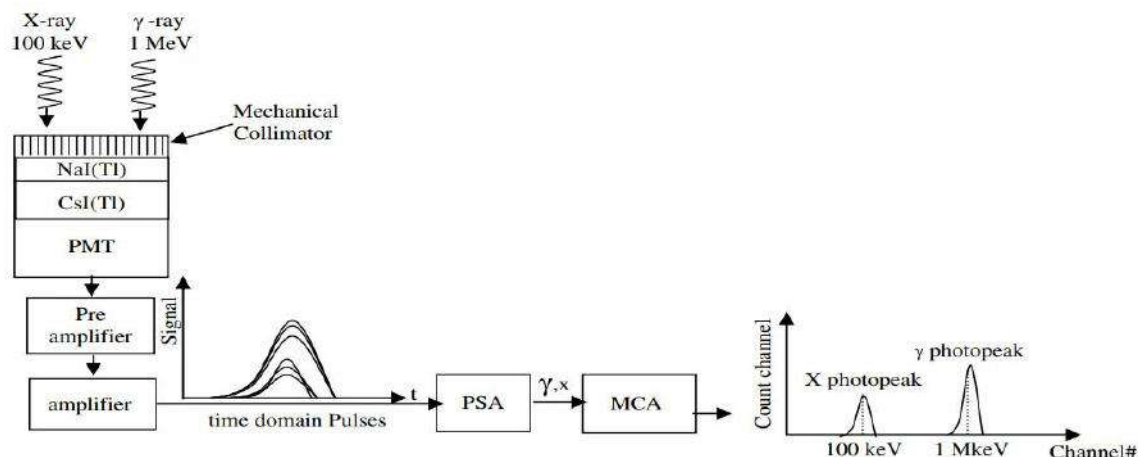 X-ray
100 keV
γ -ray
1 MeV
Mechanical
Collimator
NaI(Tl)
CsI(Tl)
PMT
Pre
amplifier
amplifier
Signal
t
time domain Pulses
PSA
γ,x
MCA
Count channel
X photopeak
γ photopeak
100 keV
1 MkeV
Channel#